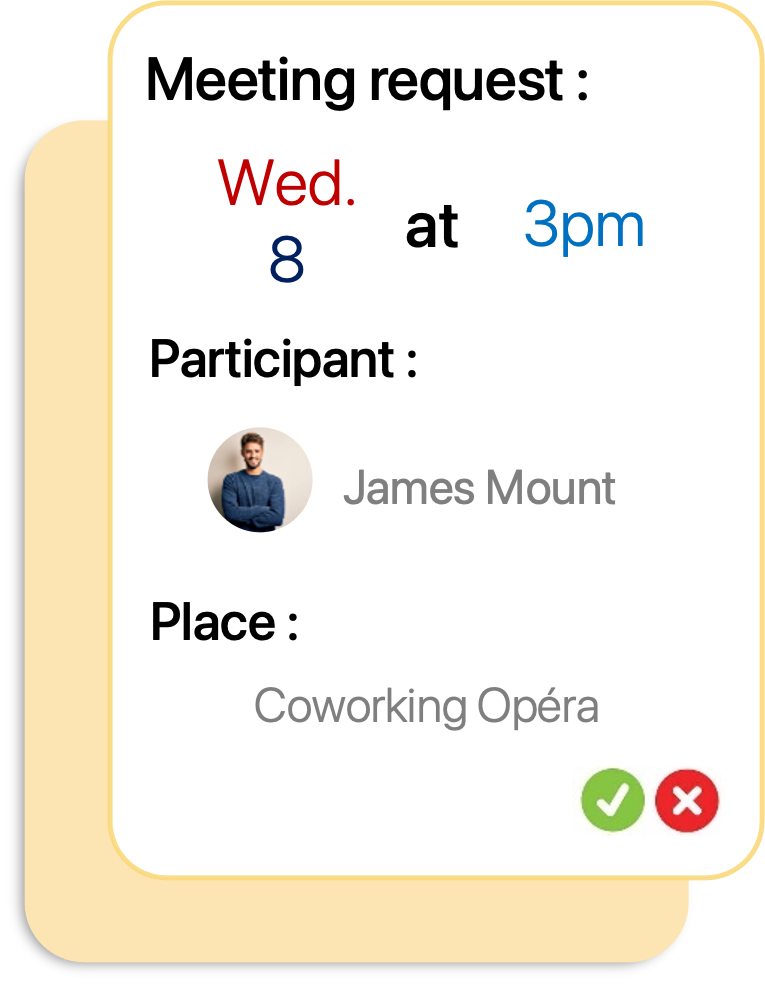 Meeting request :
Wed.
8
at
3pm
Participant :
James Mount
Place :
Coworking Opéra